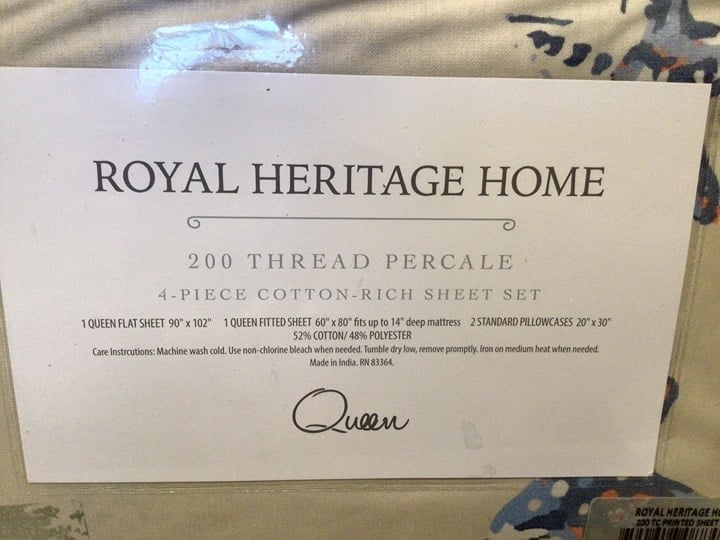 ROYAL HERITAGE HOME
200 THREAD PERCALE
4-PIECE COTTON-RICH SHEET SET
1 QUEEN FLAT SHEET 90" x 102" 1 QUEEN FITTED SHEET 60" x 80" fits up to 14" deep mattress 2 STANDARD PILLOWCASES 20" x 30"
52% COTTON/ 48% POLYESTER
Care Instrcutions: Machine wash cold. Use non-chlorine bleach when needed. Tumble dry low, remove promptly. Iron on medium heat when needed.
Made in India. RN 83364.
Queen
ROYAL HERITAGE
200 TC PRINTED SHEET